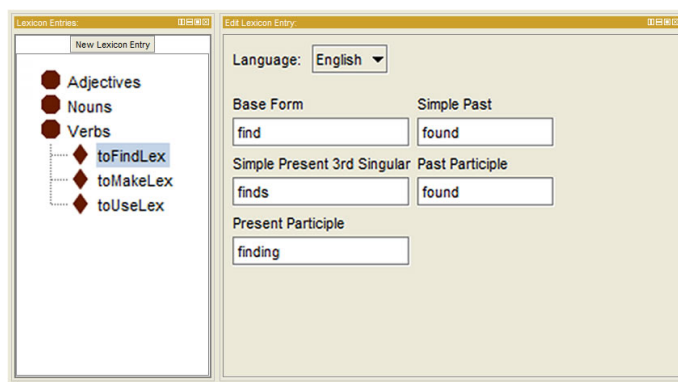 Lexicon Entries:
New Lexicon Entry
Adjectives
Nouns
Verbs
toFindLex
toMakeLex
toUseLex
Edit Lexicon Entry:
Language: English
Base Form Simple Past
find found
Simple Present 3rd Singular Past Participle
finds found
Present Participle
finding